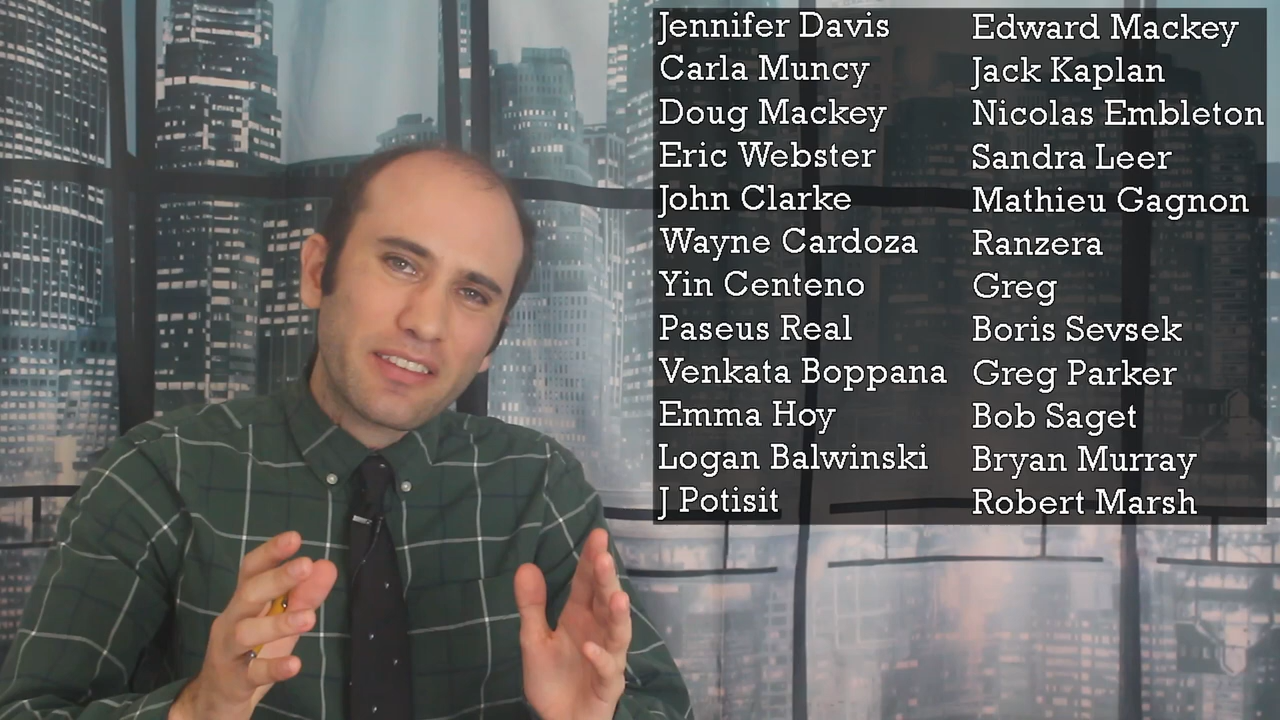 Jennifer Davis
Carla Muncy
Doug Mackey
Eric Webster
John Clarke
Wayne Cardoza
Yin Centeno
Paseus Real
Venkata Boppana
Emma Hoy
Logan Balwinski
J Potisit
Edward Mackey
Jack Kaplan
Nicolas Embleton
Sandra Leer
Mathieu Gagnon
Ranzera
Greg
Boris Sevsek
Greg Parker
Bob Saget
Bryan Murray
Robert Marsh